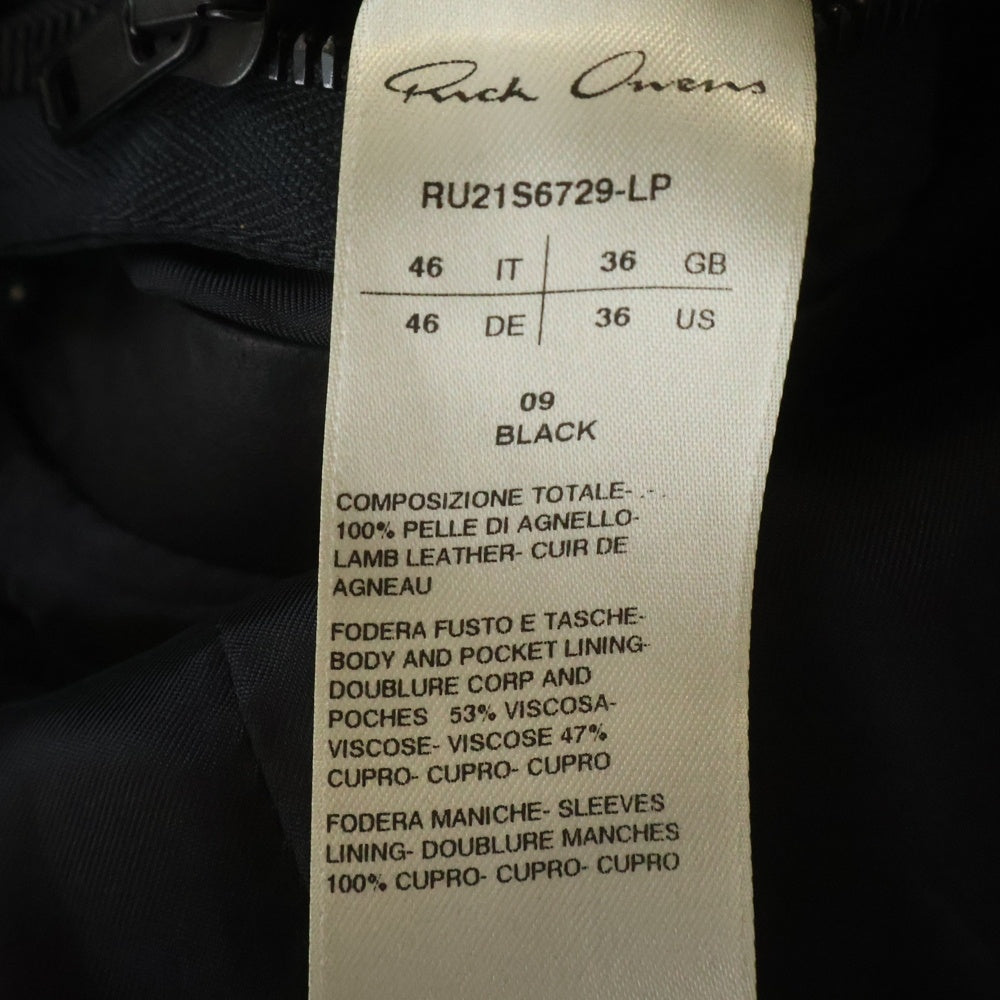 Rick Owens
RU21S6729-LP
46 IT 36 GB
46 DE 36 US
09
BLACK
COMPOSIZIONE TOTALE-
100% PELLE DI AGNELLO-
LAMB LEATHER- CUIR DE
AGNEAU
FODERA FUSTO E TASCHE-
BODY AND POCKET LINING-
DOUBLURE CORP AND
POCHES 53% VISCOSA-
VISCOSE- VISCOSE 47%
CUPRO- CUPRO- CUPRO
FODERA MANICHE- SLEEVES
LINING- DOUBLURE MANCHES
100% CUPRO- CUPRO- CUPRO